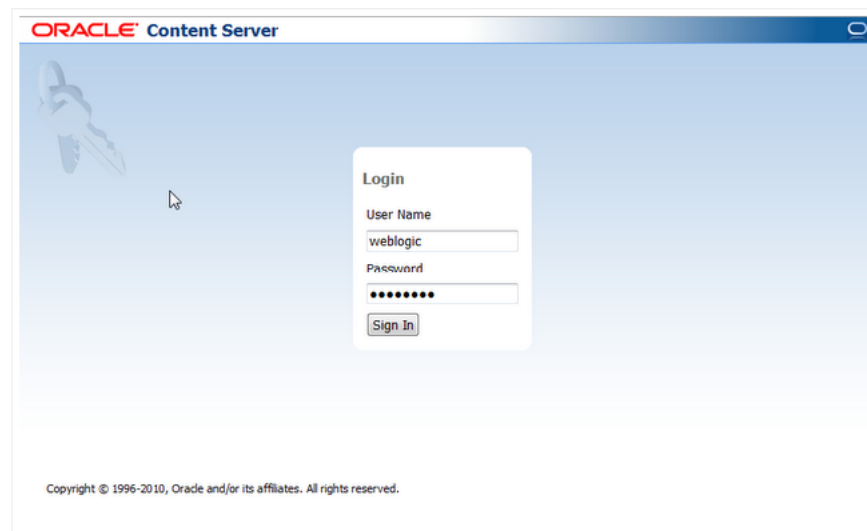 ORACLE Content Server
Login
User Name
weblogic
Password
••••••••
Sign In
Copyright © 1996-2010, Oracle and/or its affiliates. All rights reserved.